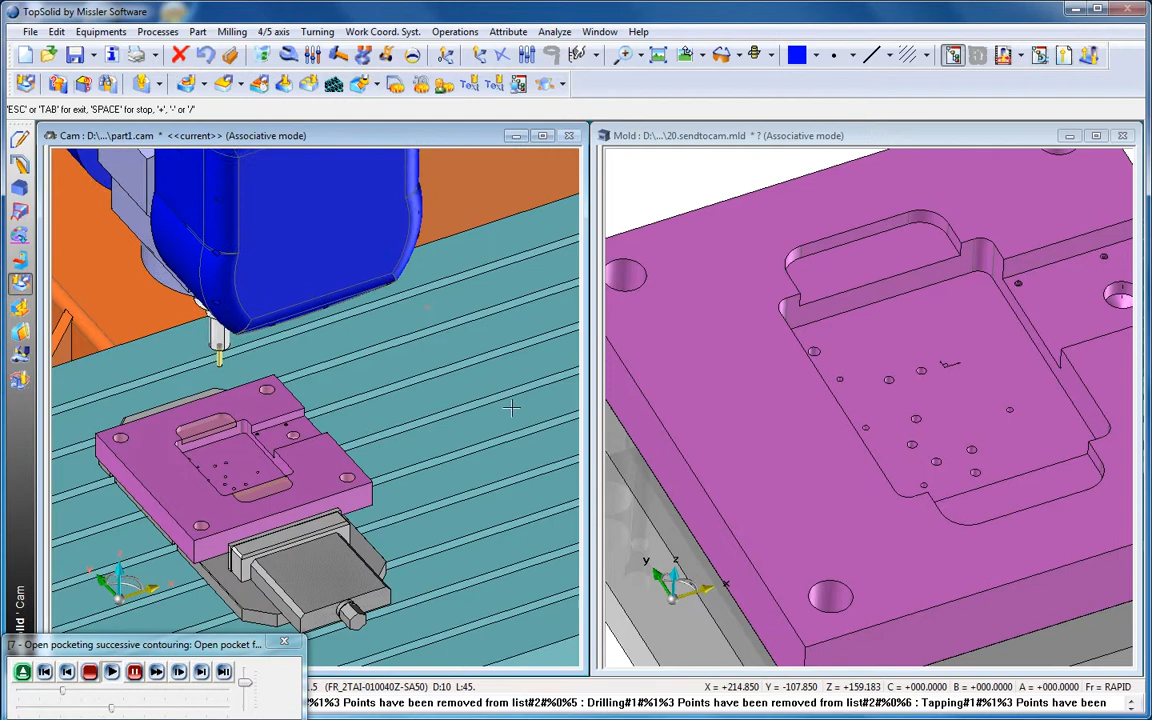 TopSolid by Missler Software
File Edit Equipments Processes Part Milling 4/5 axis Turning Work Coord. Syst. Operations Attribute Analyze Window Help
'ESC' or 'TAB' for exit, 'SPACE' for stop, '+', '-' or '/'
Cam : D:\...\part1.cam * <<current>> (Associative mode)
Mold : D:\...\20.sendtocam.mld * ? (Associative mode)
y z x
' Cam
[7 - Open pocketing successive contouring: Open pocket f...
(FR_2TAI-010040Z-SA50) D:10 L:45.
X = +214.850 Y = -107.850 Z = +159.183 C = +000.0000 B = +000.0000 A = +000.0000 Fr = RAPID
%1%3 Points have been removed from list#2#%0%5 : Drilling#1#%1%3 Points have been removed from list#2#%0%6 : Tapping#1#%1%3 Points have been